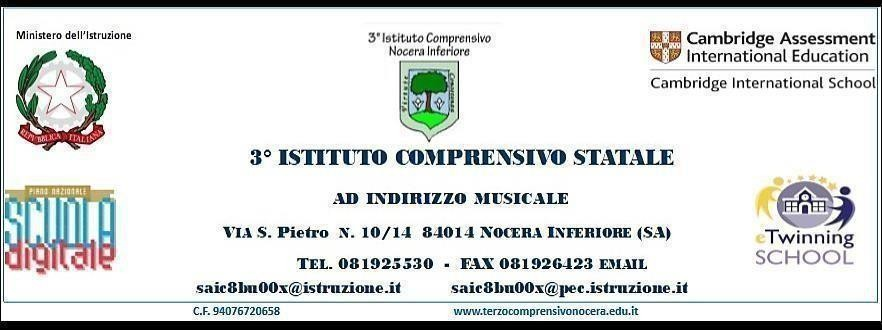 Ministero dell'Istruzione
REPVBBLICA ITALIANA
PIANO NAZIONALE
SCUOLA
digitale
3° Istituto Comprensivo
Nocera Inferiore
Cambridge Assessment
International Education
Cambridge International School
3° ISTITUTO COMPRENSIVO STATALE
AD INDIRIZZO MUSICALE
VIA S. Pietro N. 10/14 84014 NOCERA INFERIORE (SA)
TEL. 081925530 - FAX 081926423 EMAIL
saic8bu00x@istruzione.it saic8bu00x@pec.istruzione.it
eTwinning
SCHOOL
C.F. 94076720658 www.terzocomprensivonocera.edu.it